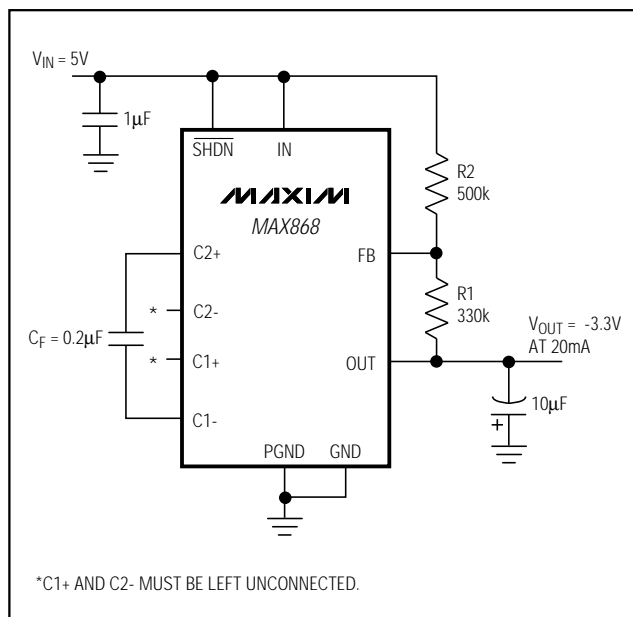 V_IN = 5V
1µF
SHDN
IN
R2
500k
MAXIM
MAX868
C2+
FB
* C2-
R1
330k
C_F = 0.2µF
* C1+
OUT
V_OUT = -3.3V
AT 20mA
C1-
10µF
+
PGND
GND
*C1+ AND C2- MUST BE LEFT UNCONNECTED.